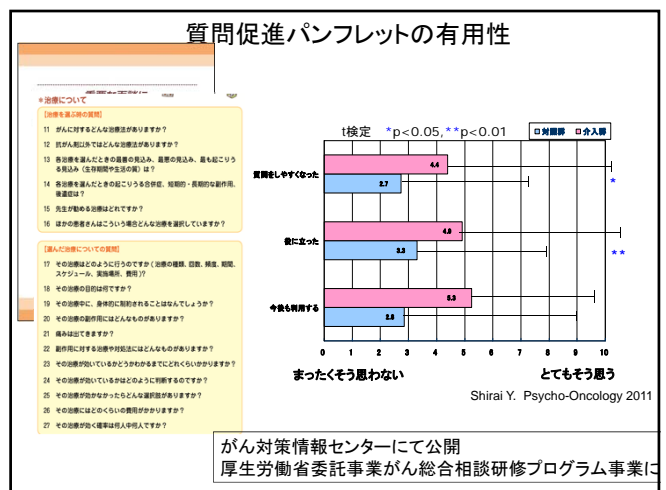 質問促進パンフレットの有用性
*治療について
【治療を選ぶ時の質問】
11 がんに対するどんな治療法がありますか？
12 抗がん剤以外ではどんな治療法がありますか？
13 各治療を選んだときの最善の見込み、最悪の見込み、最も起こりう
る見込み（生存期間や生活の質）は？
14 各治療を選んだときの起こりうる合併症、短期的・長期的な副作用、
後遺症は？
15 先生が勧める治療はどれですか？
16 ほかの患者さんはこういう場合どんな治療を選択していますか？
【選んだ治療についての質問】
17 その治療はどのように行うのですか（治療の種類、回数、頻度、期間、
スケジュール、実施場所、費用）？
18 その治療の目的は何ですか？
19 その治療中に、身体的に制約されることはなんでしょうか？
20 その治療の副作用にはどんなものがありますか？
21 痛みは出てきますか？
22 副作用に対する治療や対処法にはどんなものがありますか？
23 その治療が効いているかどうかわかるまでにどれくらいかかりますか？
24 その治療が効いているかはどのように判断するのですか？
25 その治療が効かなかったらどんな選択肢がありますか？
26 その治療にはどのくらいの費用がかかりますか？
27 その治療が効く確率は何人中何人ですか？
t検定 *p<0.05,**p<0.01
対照群 介入群
質問をしやすくなった
4.4
2.7
*
役に立った
3.3
**
今後も利用する
5.3
0 1 2 3 4 5 6 7 8 9 10
まったくそう思わない とてもそう思う
Shirai Y. Psycho-Oncology 2011
がん対策情報センターにて公開
厚生労働省委託事業がん総合相談研修プログラム事業に